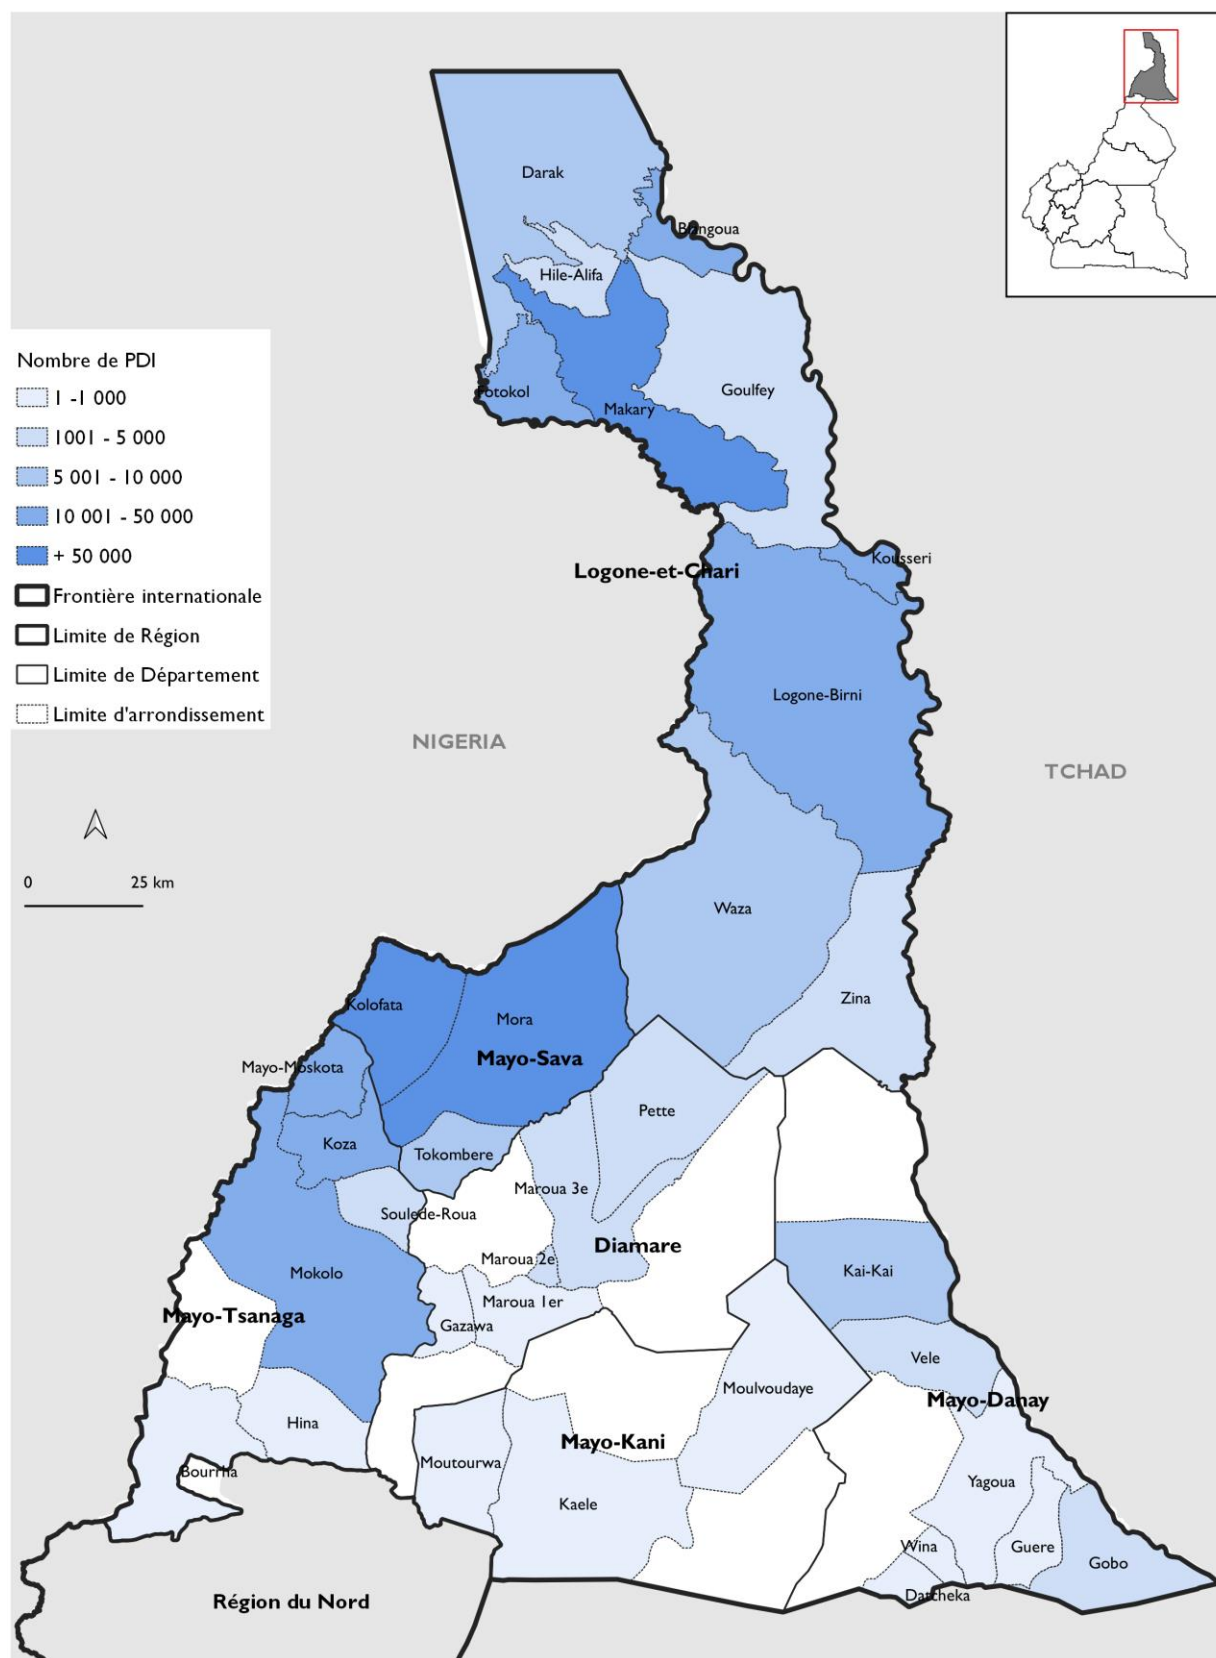 Darak
Blangoua
Hile-Alifa
Nombre de PDI
1 -1 000
1001 - 5 000
5 001 - 10 000
10 001 - 50 000
+ 50 000
Frontière internationale
Limite de Région
Limite de Département
Limite d'arrondissement
Fotokol
Makary
Goulfey
Kousseri
Logone-et-Chari
Logone-Birni
NIGERIA
TCHAD
0 25 km
Waza
Zina
Kolofata
Mora
Mayo-Sava
Mayo-Moskota
Pette
Koza
Tokombere
Maroua 3e
Soulede-Roua
Maroua 2e
Diamare
Mokolo
Kai-Kai
Maroua 1er
Mayo-Tsanaga
Gazawa
Vele
Moulvoudaye
Mayo-Danay
Hina
Mayo-Kani
Bourrha
Moutourwa
Yagoua
Kaele
Wina
Guere
Gobo
Datcheka
Région du Nord